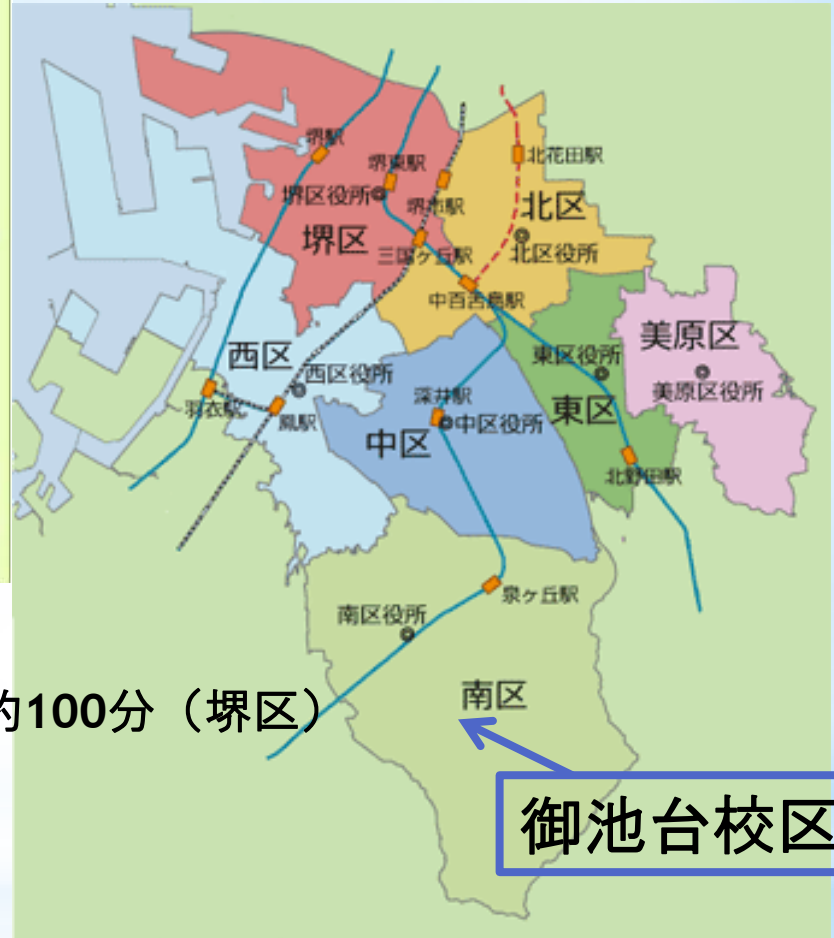 堺駅
堺東駅
北花田駅
堺区役所
堺市駅
北区
堺区
北区役所
三国ヶ丘駅
中百舌鳥駅
美原区
西区
東区役所
西区役所
美原区役所
深井駅
羽衣駅
東区
鳳駅
中区役所
中区
北野田駅
泉ヶ丘駅
南区役所
南区
約100分（堺区）
御池台校区